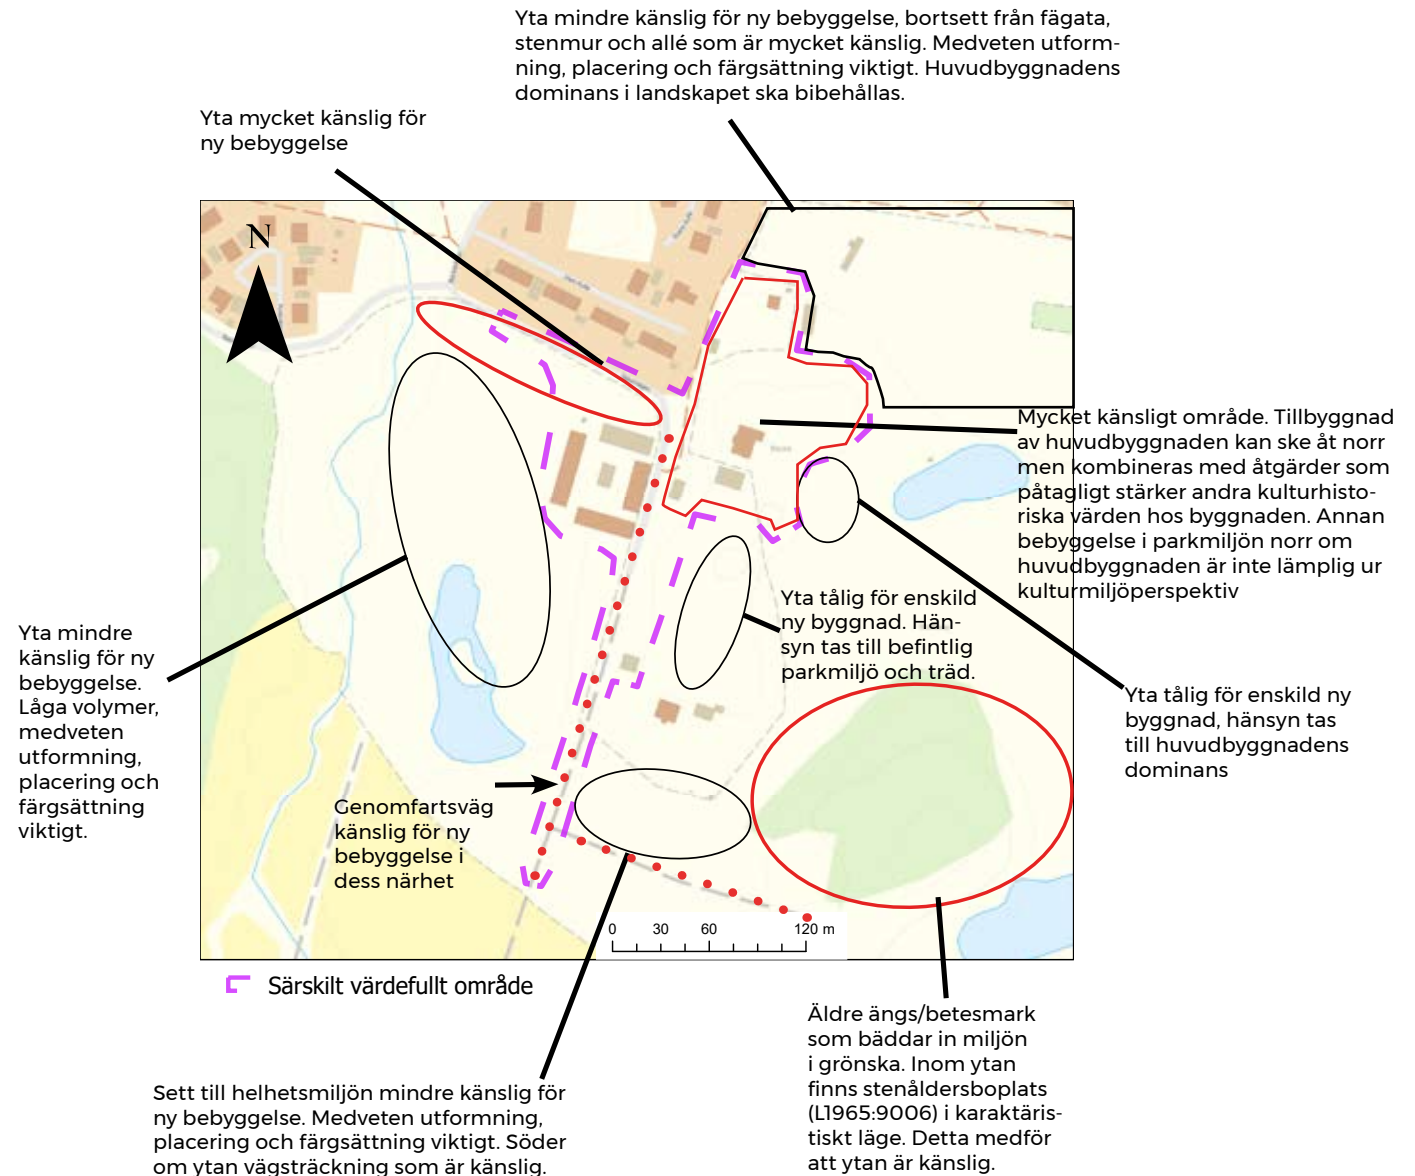 Yta mindre känslig för ny bebyggelse, bortsett från fägata,
stenmur och allé som är mycket känslig. Medveten utform-
ning, placering och färgsättning viktigt. Huvudbyggnadens
dominans i landskapet ska bibehållas.
Yta mycket känslig för
ny bebyggelse
N
Mycket känsligt område. Tillbyggnad
av huvudbyggnaden kan ske åt norr
men kombineras med åtgärder som
påtagligt stärker andra kulturhisto-
riska värden hos byggnaden. Annan
bebyggelse i parkmiljön norr om
huvudbyggnaden är inte lämplig ur
kulturmiljöperspektiv
Yta tålig för enskild
ny byggnad. Hän-
syn tas till befintlig
parkmiljö och träd.
Yta mindre
känslig för ny
bebyggelse.
Låga volymer,
medveten
utformning,
placering och
färgsättning
viktigt.
Yta tålig för enskild ny
byggnad, hänsyn tas
till huvudbyggnadens
dominans
Genomfartsväg
känslig för ny
bebyggelse i
dess närhet
0 30 60 120 m
Särskilt värdefullt område
Äldre ängs/betesmark
som bäddar in miljön
i grönska. Inom ytan
finns stenåldersboplats
(L1965:9006) i karaktäris-
tiskt läge. Detta medför
att ytan är känslig.
Sett till helhetsmiljön mindre känslig för
ny bebyggelse. Medveten utformning,
placering och färgsättning viktigt. Söder
om ytan vägsträckning som är känslig.